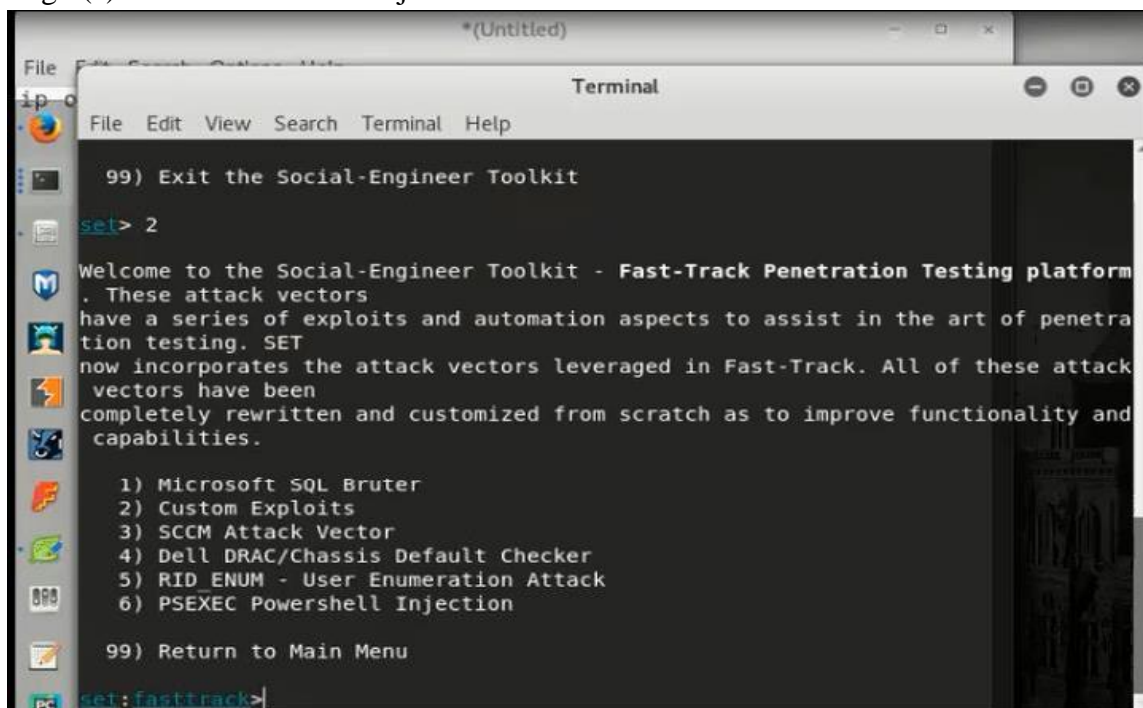 *(Untitled)
File
ip o
Terminal
File Edit View Search Terminal Help
99) Exit the Social-Engineer Toolkit
set> 2
Welcome to the Social-Engineer Toolkit - Fast-Track Penetration Testing platform
. These attack vectors
have a series of exploits and automation aspects to assist in the art of penetra
tion testing. SET
now incorporates the attack vectors leveraged in Fast-Track. All of these attack
vectors have been
completely rewritten and customized from scratch as to improve functionality and
capabilities.
1) Microsoft SQL Bruter
2) Custom Exploits
3) SCCM Attack Vector
4) Dell DRAC/Chassis Default Checker
5) RID_ENUM - User Enumeration Attack
6) PSEXEC Powershell Injection
99) Return to Main Menu
set:fasttrack>